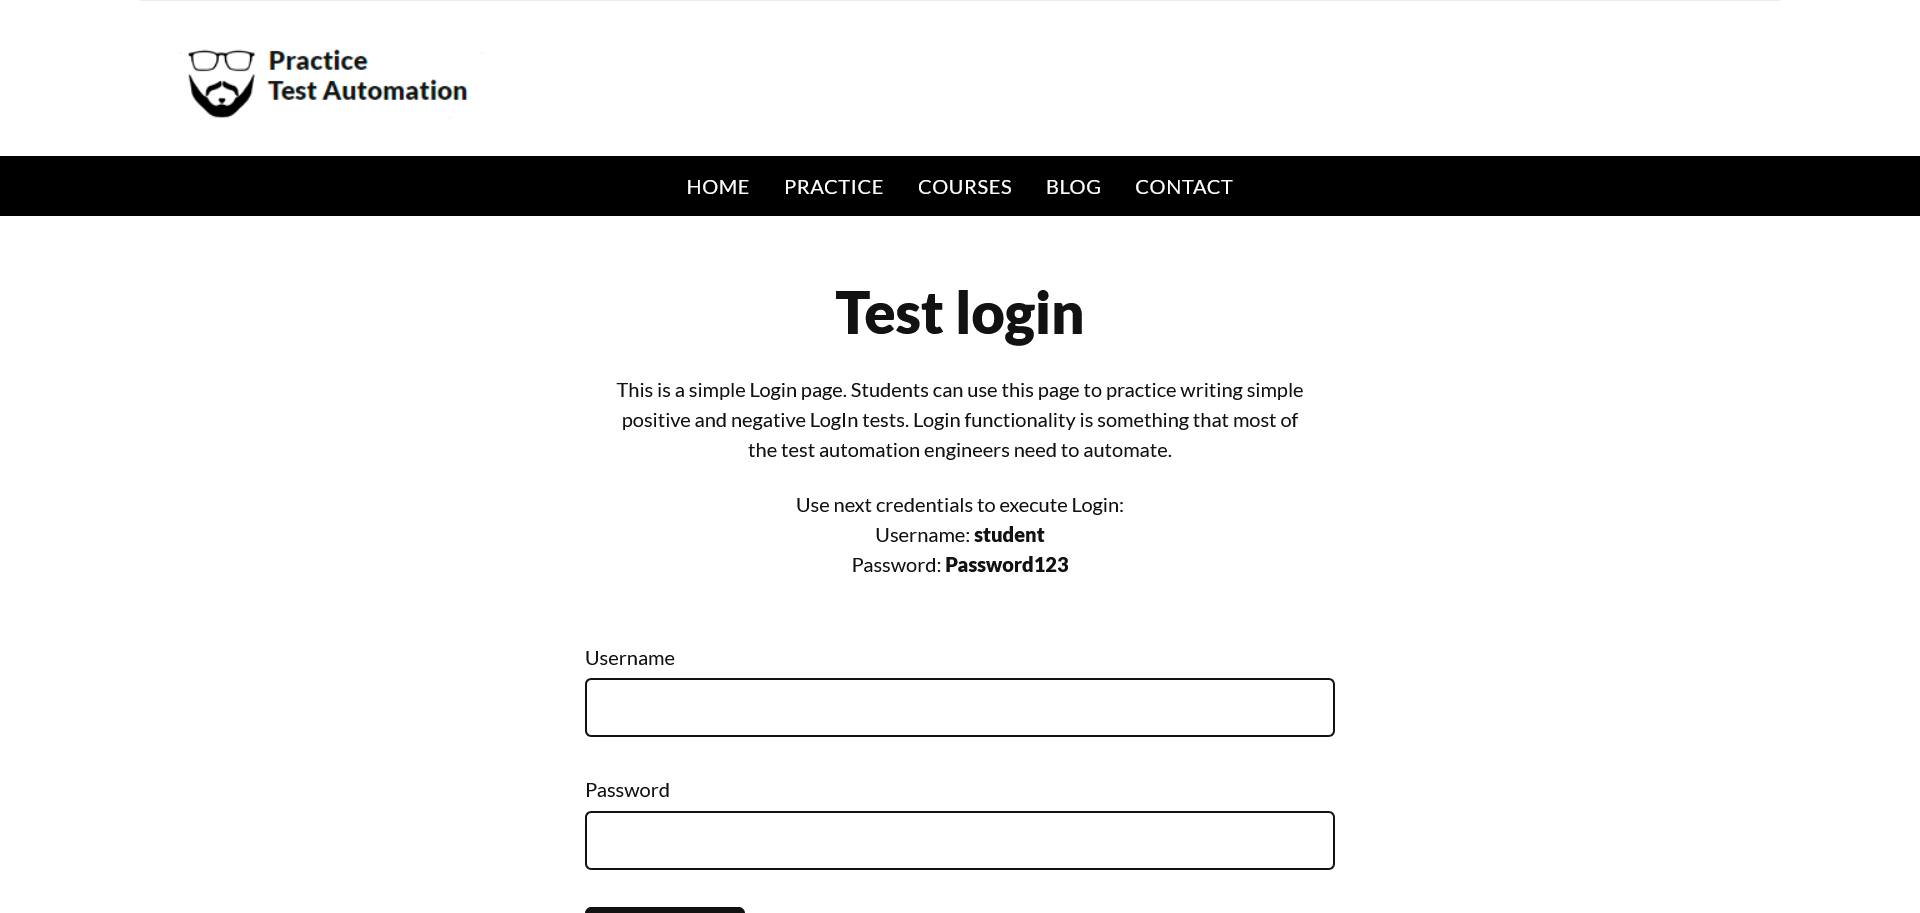 Practice
Test Automation
HOME PRACTICE COURSES BLOG CONTACT
Test login
This is a simple Login page. Students can use this page to practice writing simple
positive and negative LogIn tests. Login functionality is something that most of
the test automation engineers need to automate.
Use next credentials to execute Login:
Username: student
Password: Password123
Username
Password